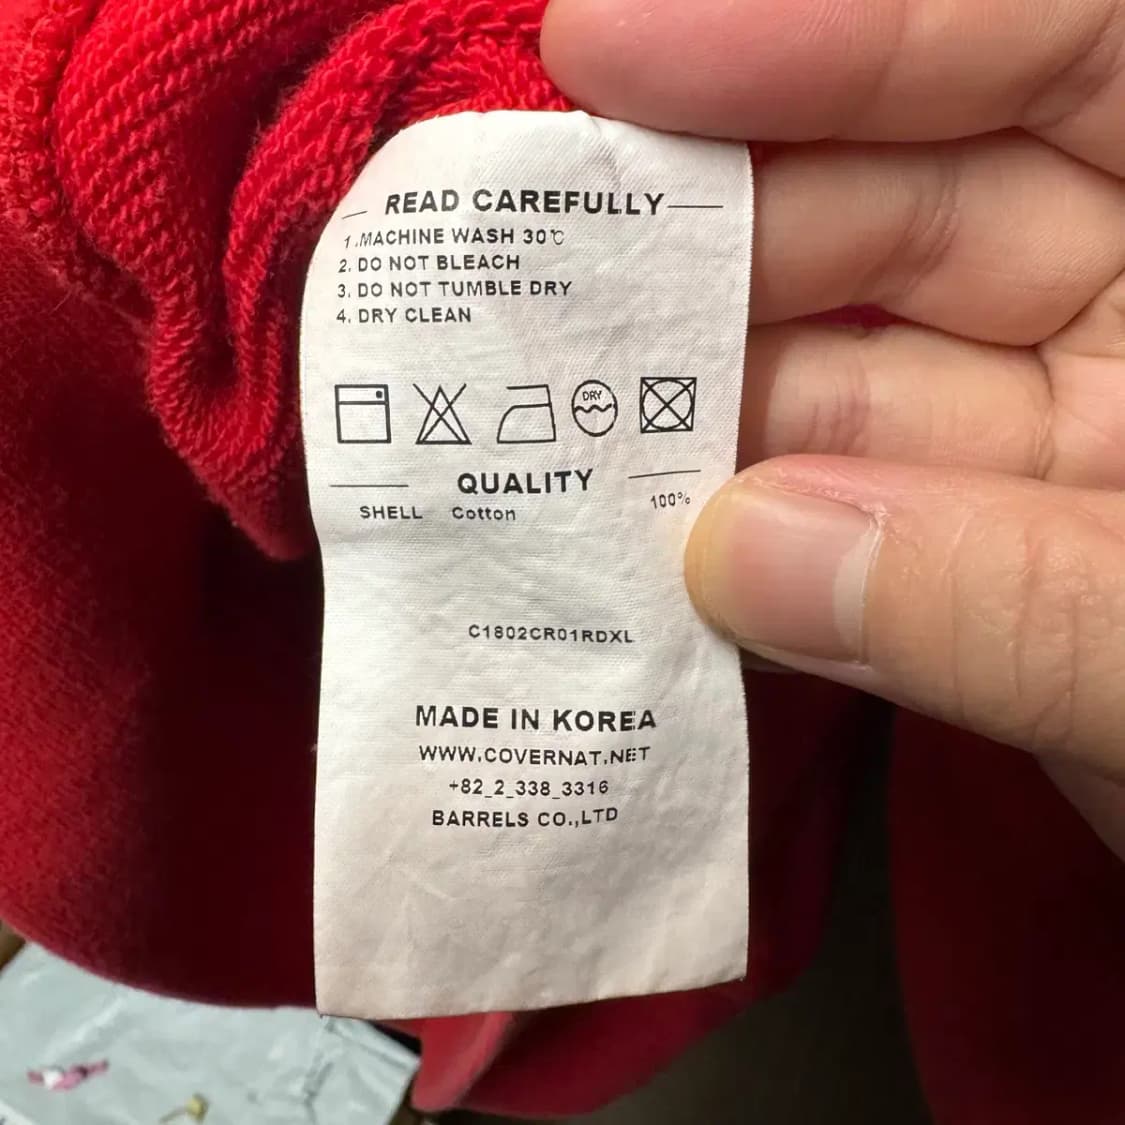 READ CAREFULLY
1.MACHINE WASH 30℃
2. DO NOT BLEACH
3. DO NOT TUMBLE DRY
4. DRY CLEAN
DRY
QUALITY
SHELL Cotton 100%
C1802CR01RDXL
MADE IN KOREA
WWW.COVERNAT.NET
+82_2_338_3316
BARRELS CO.,LTD